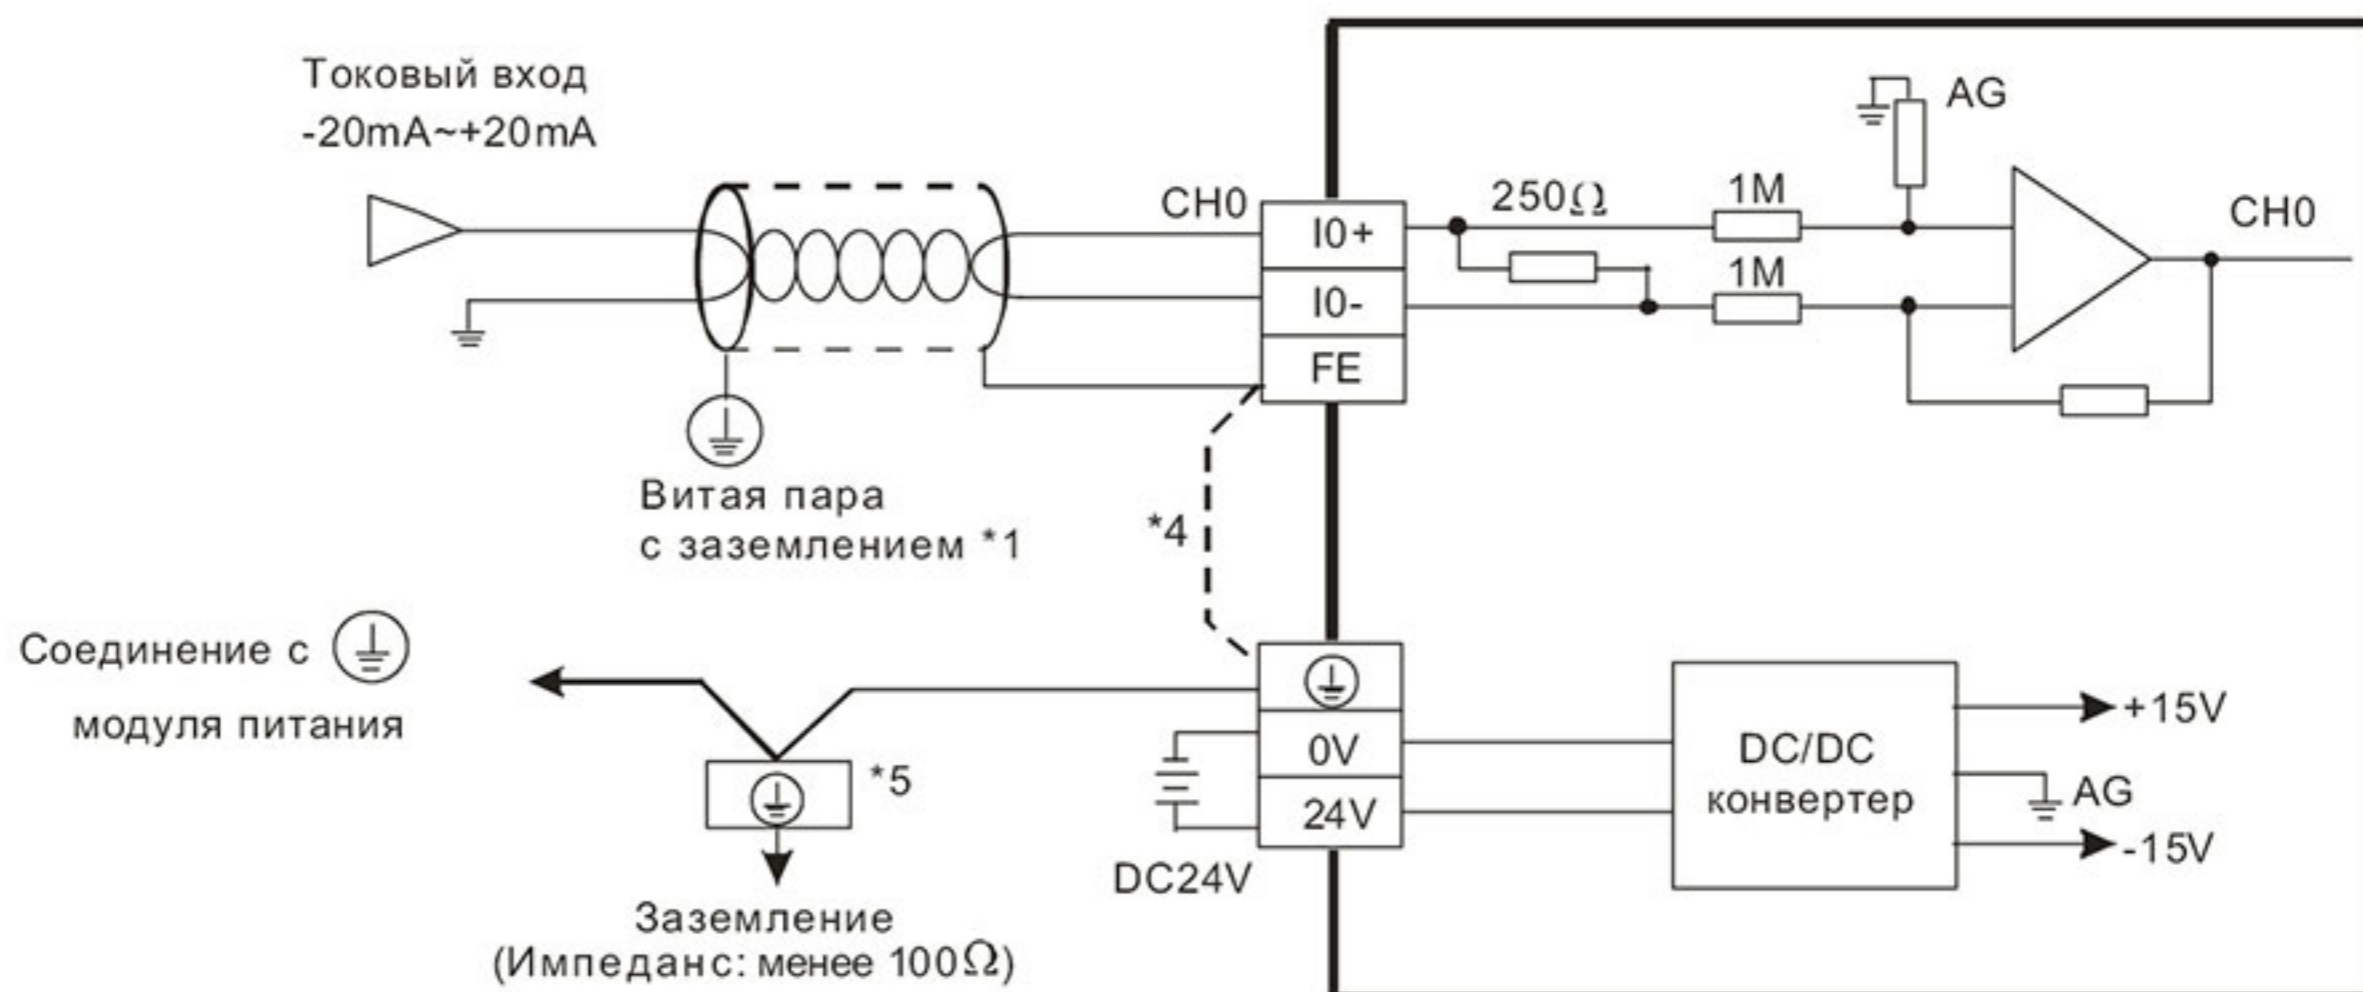 Токовый вход
-20mA~+20mA
AG
CH0
I0+
250Ω
1M
CH0
I0-
1M
FE
Витая пара
с заземлением *1
*4
Соединение с
модуля питания
*5
0V
24V
DC24V
DC/DC
конвертер
+15V
AG
-15V
Заземление
(Импеданс: менее 100Ω)